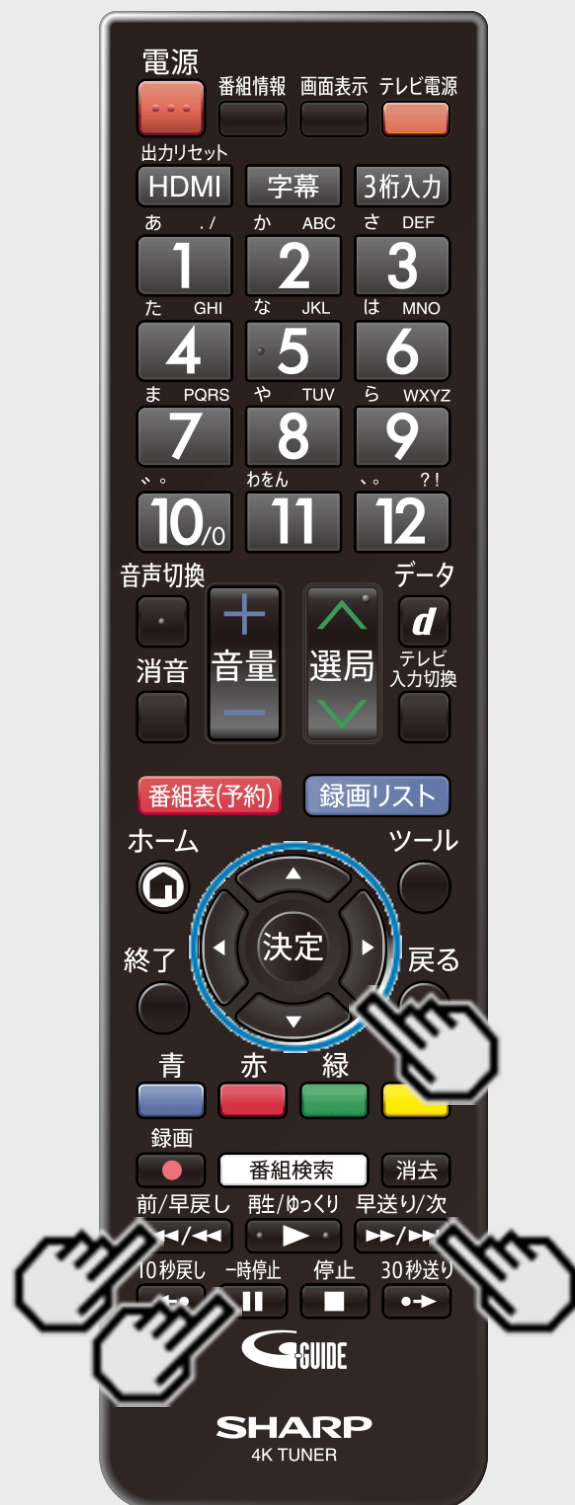 電源
番組情報 画面表示 テレビ電源
出力リセット
HDMI 字幕 3桁入力
あ ./ か ABC さ DEF
1 2 3
た GHI な JKL は MNO
4 5 6
ま PQRS や TUV ら WXYZ
7 8 9
゛゜ わをん 、。 ?!
10/0 11 12
音声切換 データ
+ ∧ d
消音 音量 選局 テレビ
入力切換
番組表(予約) 録画リスト
ホーム ツール
決定
終了 戻る
青 赤 緑
録画
番組検索 消去
前/早戻し 再生/ゆっくり 早送り/次
10秒戻し 一時停止 停止 30秒送り
G-GUIDE
SHARP
4K TUNER